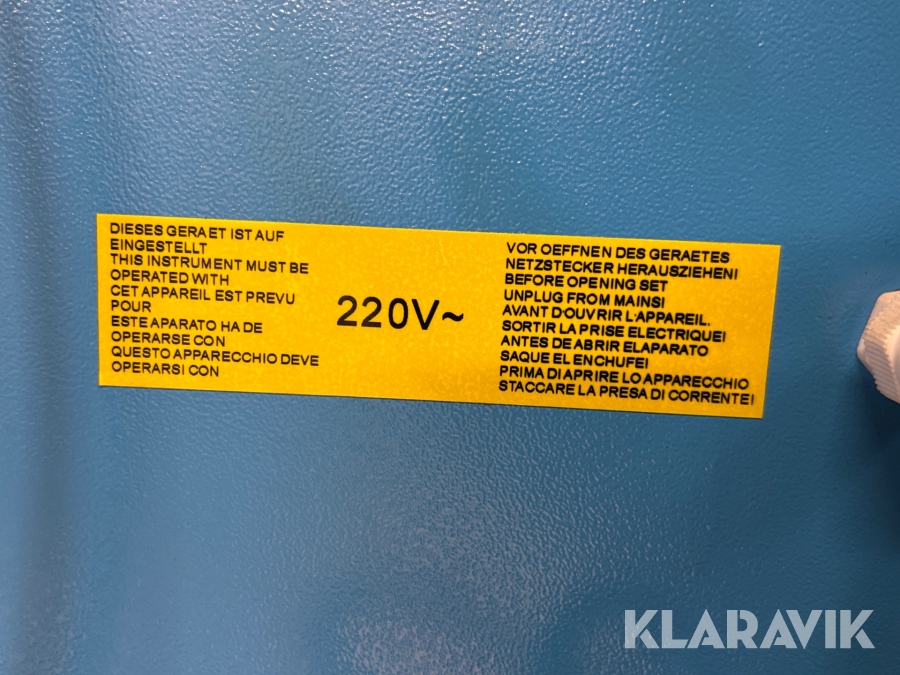 DIESES GERAET IST AUF
EINGESTELLT
THIS INSTRUMENT MUST BE
OPERATED WITH
CET APPAREIL EST PREVU
POUR
ESTE APARATO HA DE
OPERARSE CON
QUESTO APPARECCHIO DEVE
OPERARSI CON
220V~
VOR OEFFNEN DES GERAETES
NETZSTECKER HERAUSZIEHEN!
BEFORE OPENING SET
UNPLUG FROM MAINS!
AVANT D'OUVRIR L'APPAREIL.
SORTIR LA PRISE ELECTRIQUE!
ANTES DE ABRIR ELAPARATO
SAQUE EL ENCHUFE!
PRIMA DI APRIRE LO APPARECCHIO
STACCARE LA PRESA DI CORRENTE!
KLARAVIK